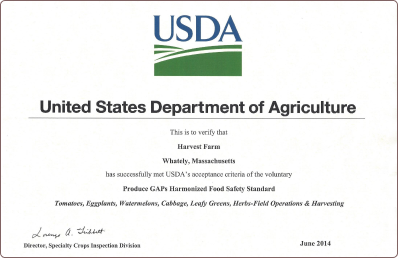 USDA
United States Department of Agriculture
This is to verify that
Harvest Farm
Whately, Massachusetts
has successfully met USDA's acceptance criteria of the voluntary
Produce GAPs Harmonized Food Safety Standard
Tomatoes, Eggplants, Watermelons, Cabbage, Leafy Greens, Herbs-Field Operations & Harvesting
Director, Specialty Crops Inspection Division
June 2014